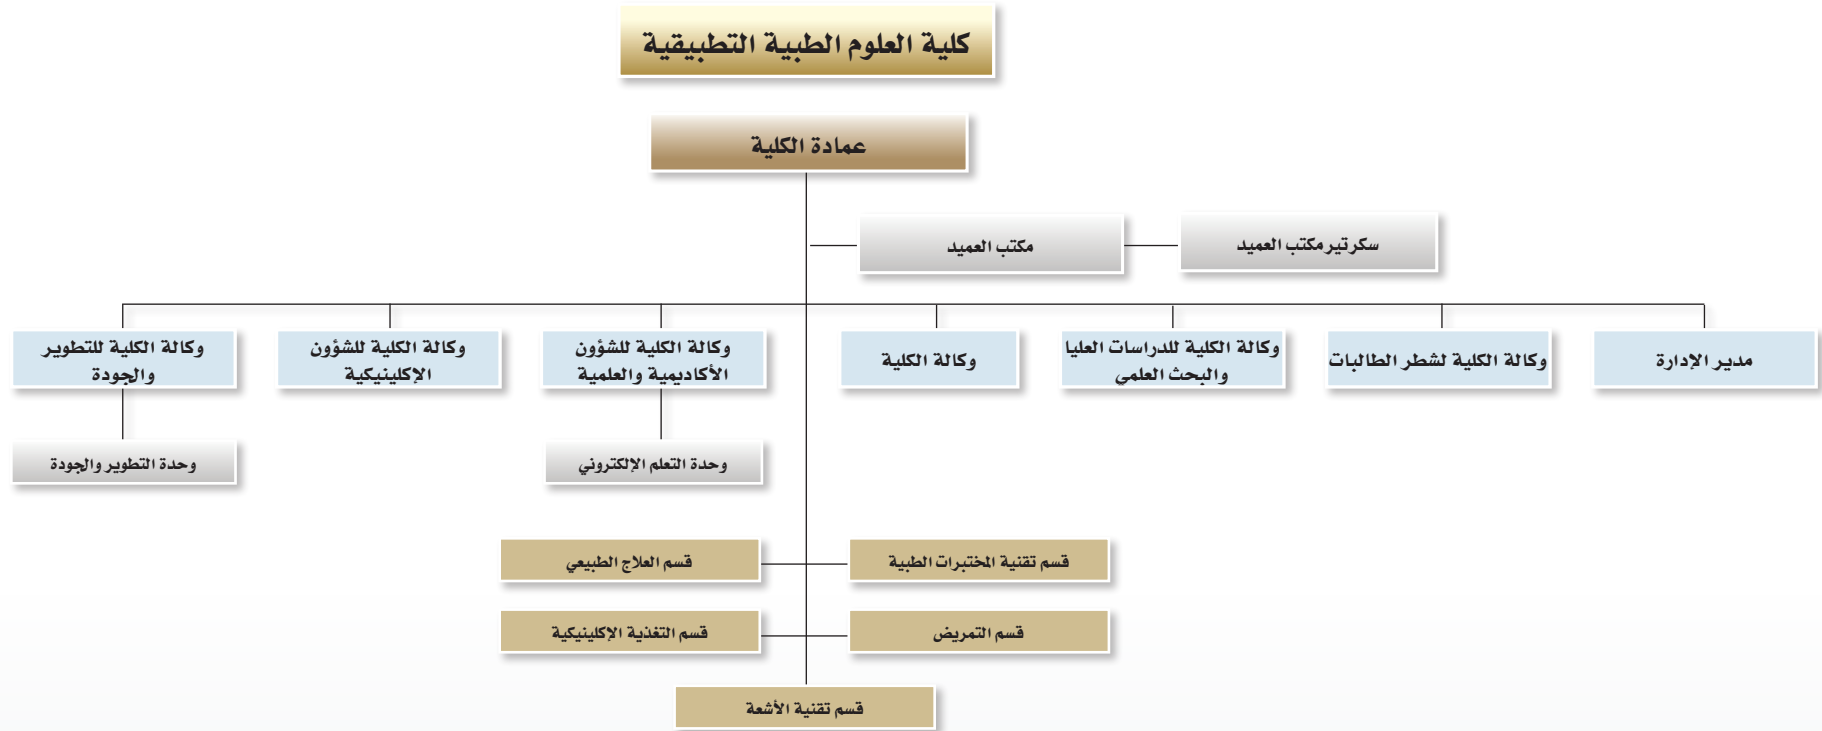 كلية العلوم الطبية التطبيقية
عمادة الكلية
سكرتير مكتب العميد
مكتب العميد
مدير الإدارة
وكالة الكلية لشطر الطالبات
وكالة الكلية للدراسات العليا
والبحث العلمي
وكالة الكلية
وكالة الكلية للشؤون
الأكاديمية والعلمية
وكالة الكلية للشؤون
الإكلينيكية
وكالة الكلية للتطوير
والجودة
وحدة التعلم الإلكتروني
وحدة التطوير والجودة
قسم تقنية المختبرات الطبية
قسم العلاج الطبيعي
قسم التمريض
قسم التغذية الإكلينيكية
قسم تقنية الأشعة